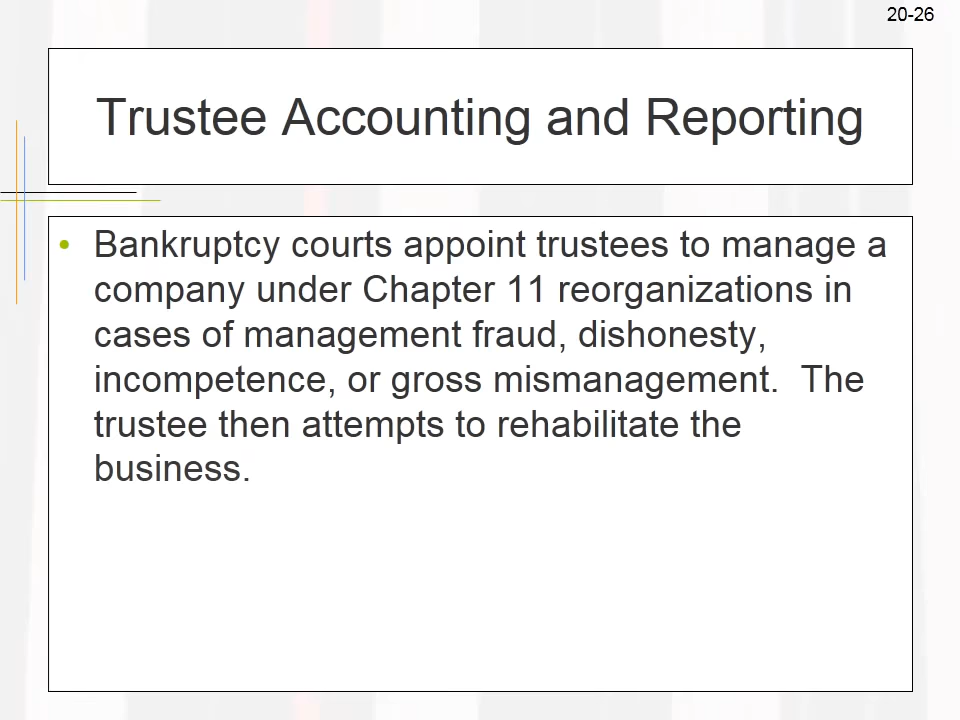 20-26
Trustee Accounting and Reporting
• Bankruptcy courts appoint trustees to manage a
company under Chapter 11 reorganizations in
cases of management fraud, dishonesty,
incompetence, or gross mismanagement.  The
trustee then attempts to rehabilitate the
business.